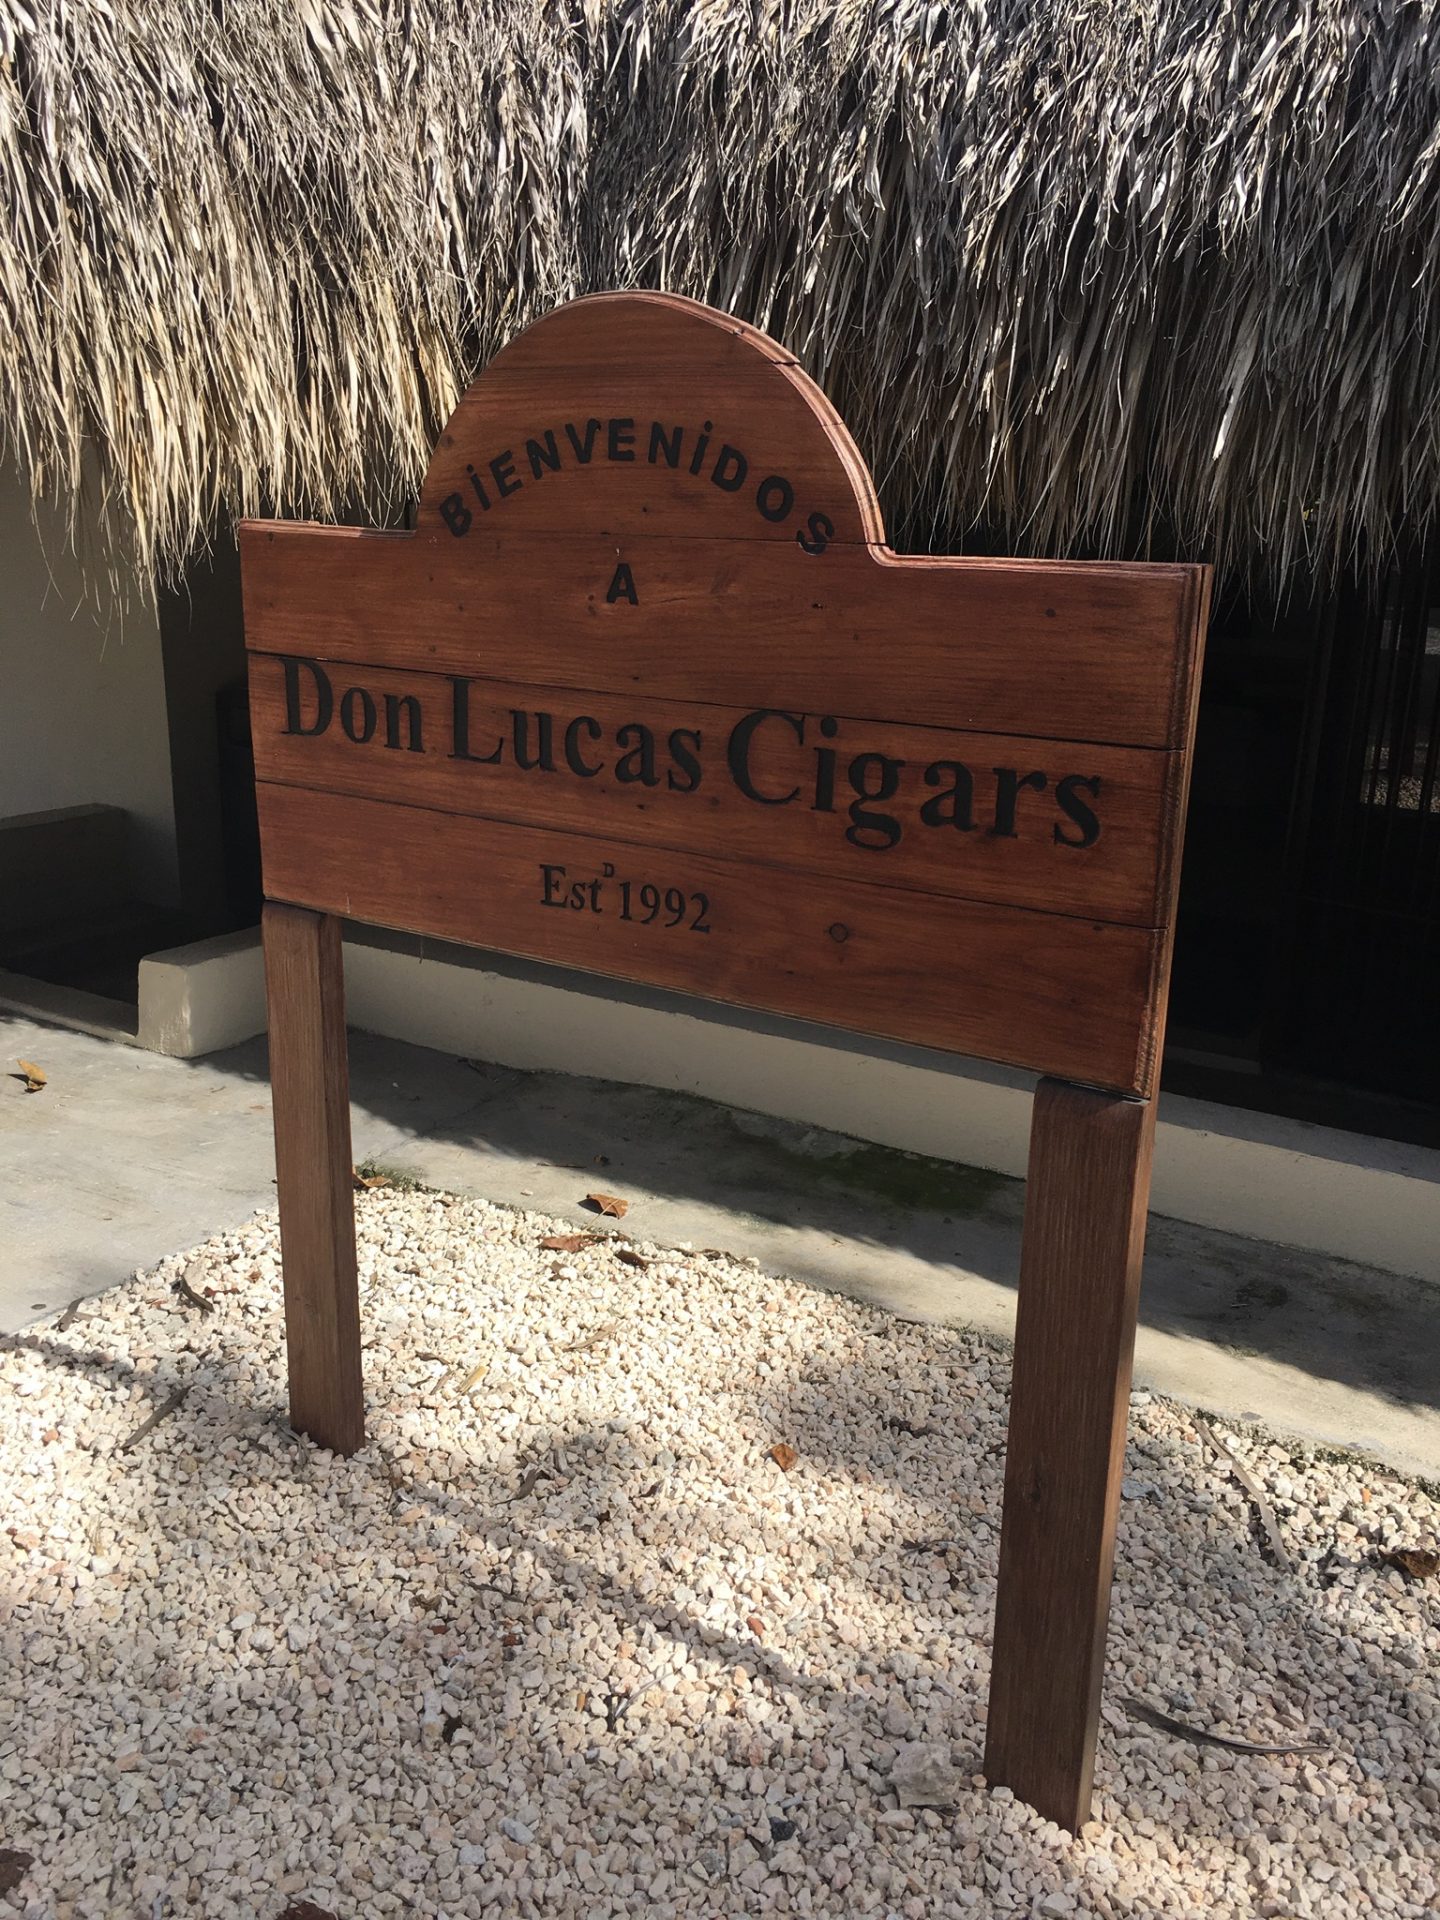 BiENVENiDOS
A
Don Lucas Cigars
Estᴰ 1992